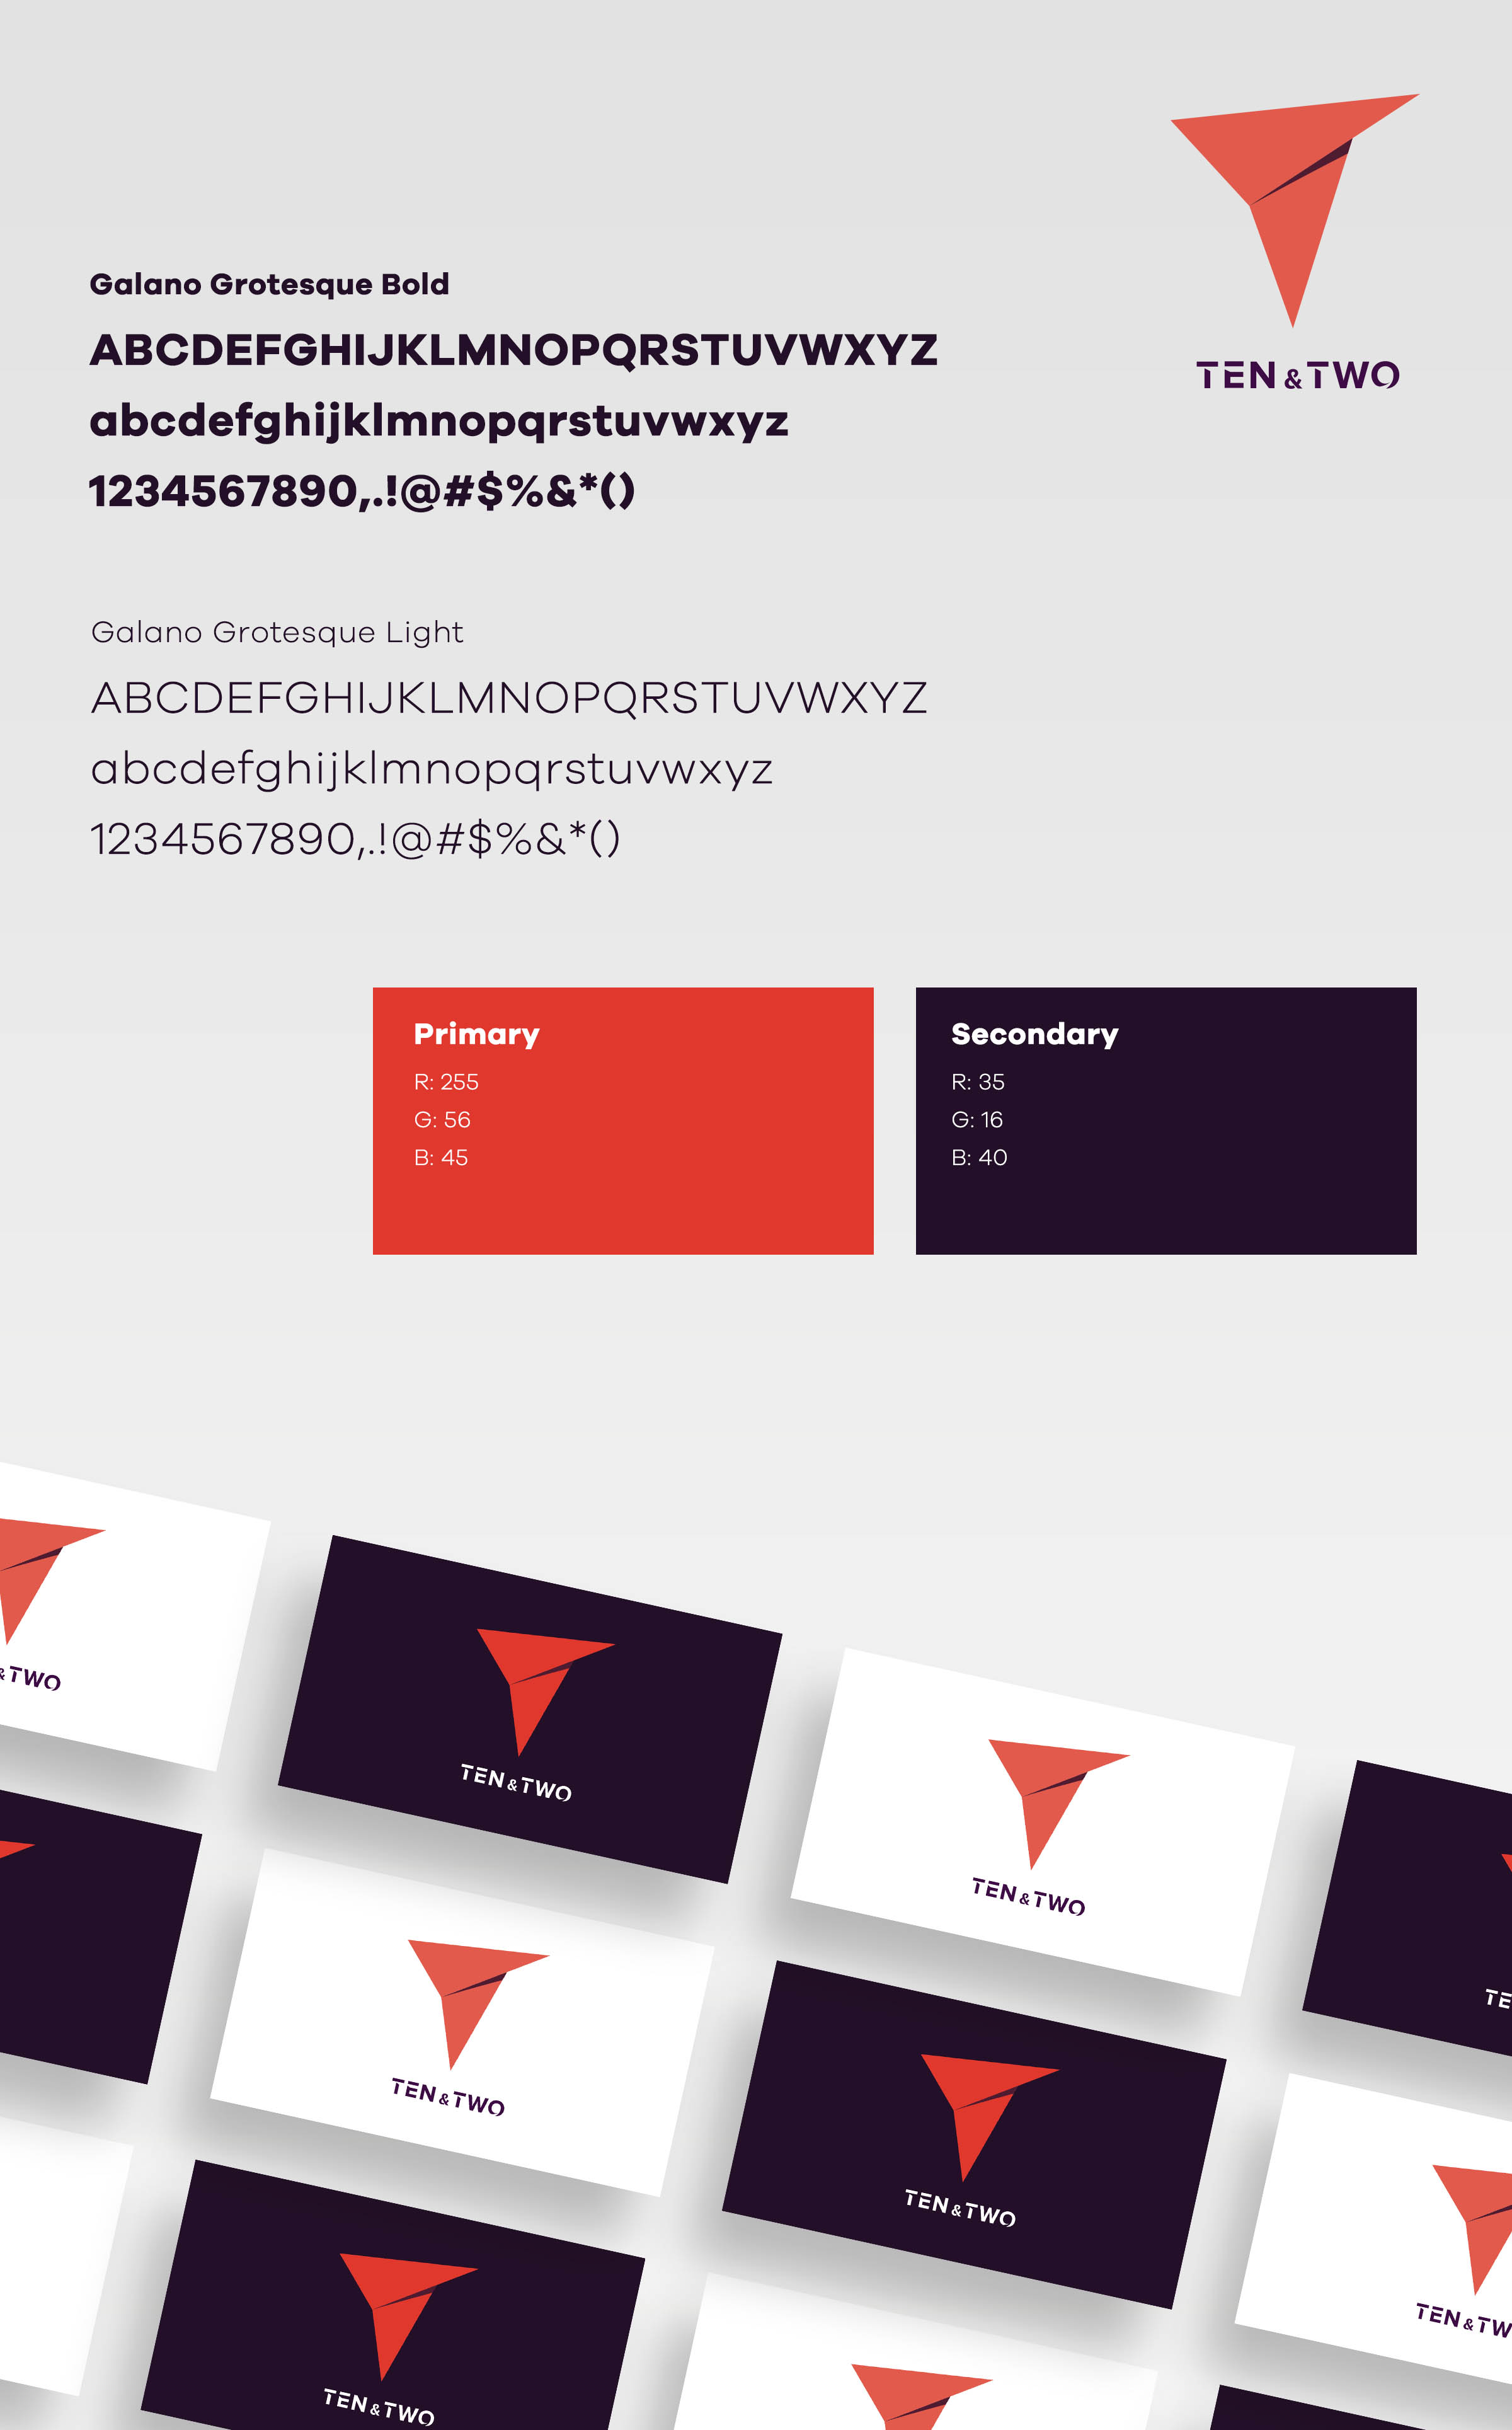 Galano Grotesque Bold
ABCDEFGHIJKLMNOPQRSTUVWXYZ
abcdefghijklmnopqrstuvwxyz
1234567890,.!@#$%&*()
TEN & TWO
Galano Grotesque Light
ABCDEFGHIJKLMNOPQRSTUVWXYZ
abcdefghijklmnopqrstuvwxyz
1234567890,.!@#$%&*()
Primary
R: 255
G: 56
B: 45
Secondary
R: 35
G: 16
B: 40
& TWO
TEN & TWO
TEN & TWO
TE
TEN & TWO
TEN & TWO
TEN & TW
TEN & TWO